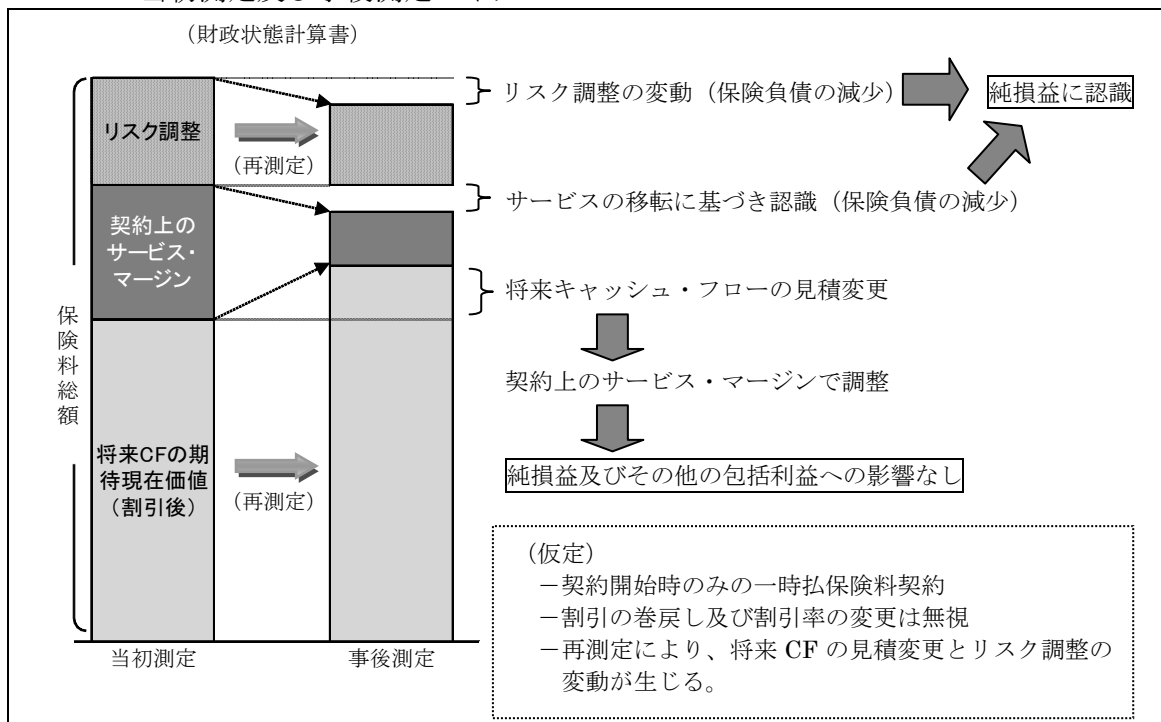 （財政状態計算書）
リスク調整の変動（保険負債の減少）
純損益に認識
リスク調整
（再測定）
サービスの移転に基づき認識（保険負債の減少）
契約上の
サービス・
マージン
将来キャッシュ・フローの見積変更
保険料総額
契約上のサービス・マージンで調整
将来CFの期
待現在価値
（割引後）
（再測定）
純損益及びその他の包括利益への影響なし
（仮定）
－契約開始時のみの一時払保険料契約
－割引の巻戻し及び割引率の変更は無視
－再測定により、将来 CF の見積変更とリスク調整の
変動が生じる。
当初測定
事後測定